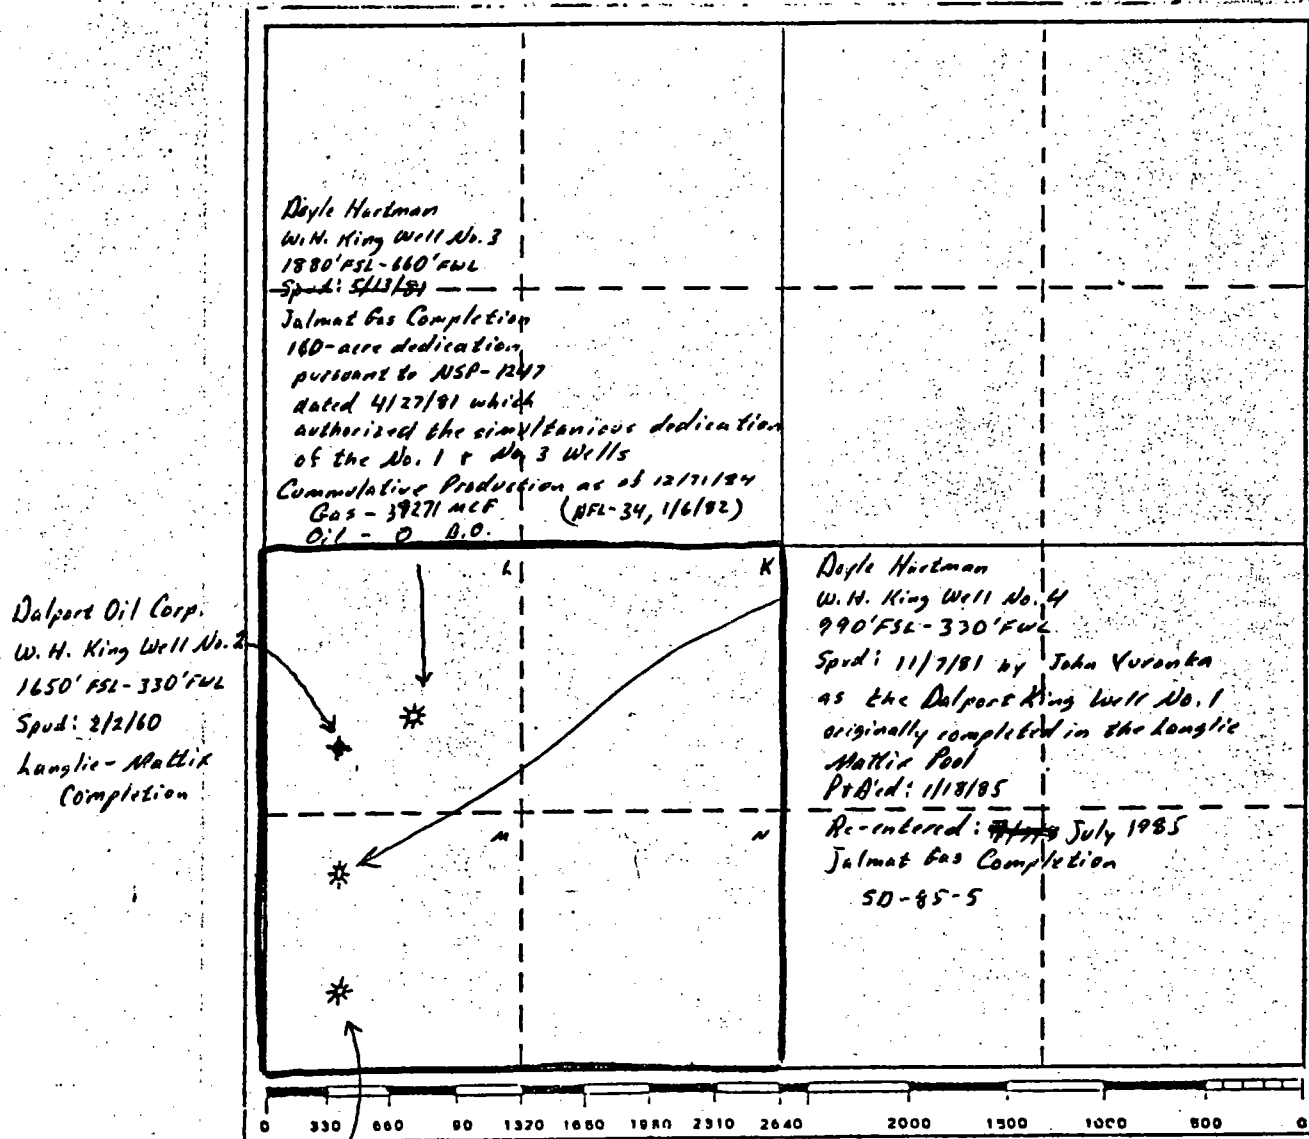 Doyle Hartman
W.H. King Well No. 3
1880' FSL-660' FWL
Spud: 5/13/81
Jalmat Gas Completion
160-acre dedication
pursuant to NSP-1247
dated 4/27/81 which
authorized the simultanious dedication
of the No. 1 & No 3 Wells
Cummulative Production as of 12/31/84
Gas - 39271 MCF (NFL-34, 1/6/82)
Oil - 0 B.O.
L
K
Dalport Oil Corp.
W. H. King Well No. 2
1650' FSL-330' FWL
Spud: 2/2/60
Langlie-Mattix
Completion
Doyle Hartman
W. H. King Well No. 4
990' FSL-330' FWL
Spud: 11/7/81 by John Yuronka
as the Dalport King Well No. 1
originally completed in the Langlie
Mattix Pool
P+A'ed: 1/18/85
Re-entered: July 1985
Jalmat Gas Completion
SD-85-5
M
N
0 330 660 90 1320 1650 1980 2310 2640 2000 1500 1000 500 0